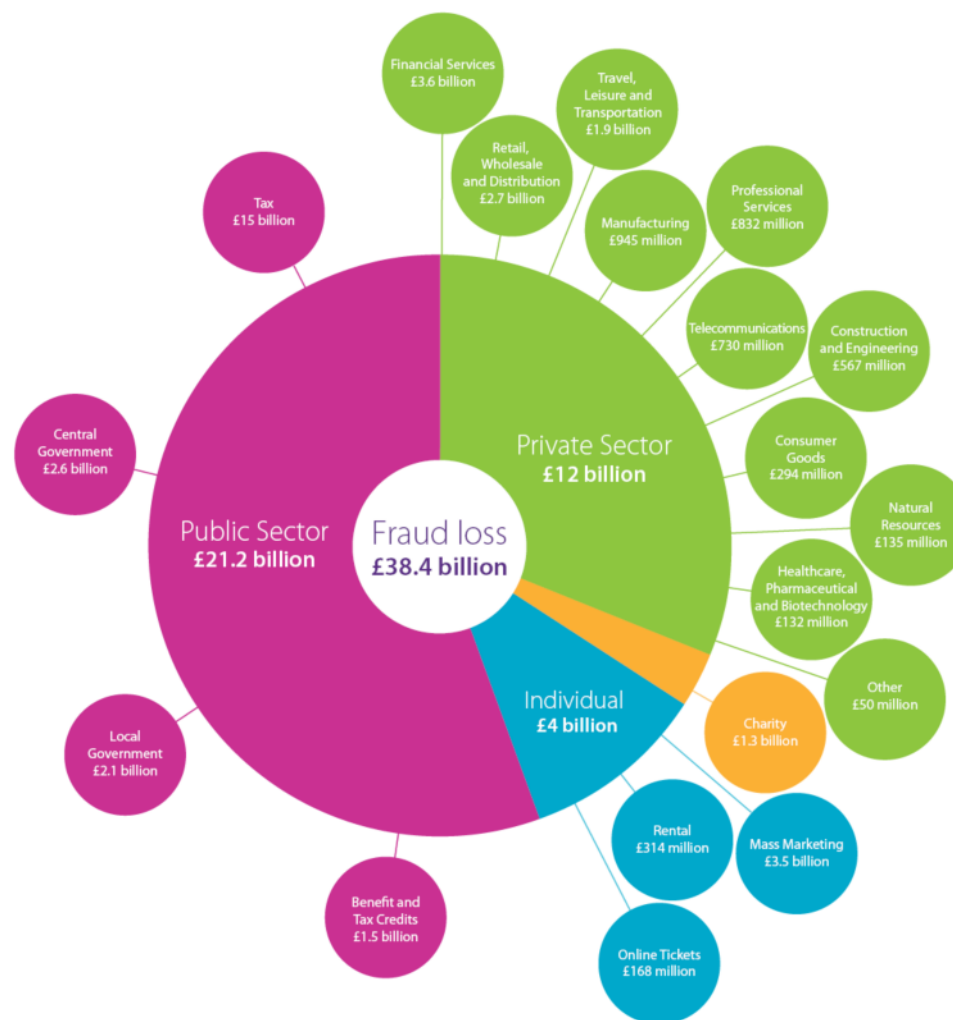 Financial Services
£3.6 billion
Travel,
Leisure and
Transportation
£1.9 billion
Retail,
Wholesale
and Distribution
£2.7 billion
Tax
£15 billion
Professional
Services
£832 million
Manufacturing
£945 million
Telecommunications
£730 million
Construction
and Engineering
£567 million
Central
Government
£2.6 billion
Private Sector
£12 billion
Consumer
Goods
£294 million
Natural
Resources
£135 million
Public Sector
£21.2 billion
Fraud loss
£38.4 billion
Healthcare,
Pharmaceutical
and Biotechnology
£132 million
Other
£50 million
Individual
£4 billion
Charity
£1.3 billion
Local
Government
£2.1 billion
Rental
£314 million
Mass Marketing
£3.5 billion
Benefit and
Tax Credits
£1.5 billion
Online Tickets
£168 million